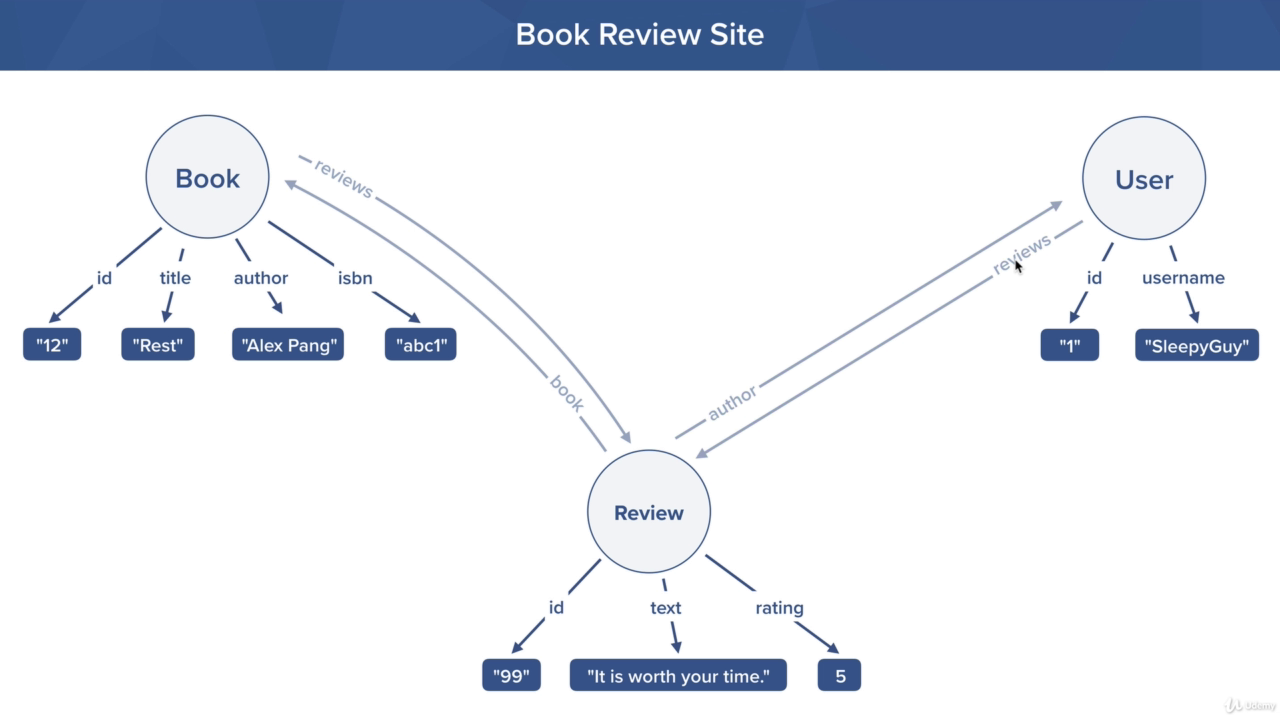 Book Review Site
Book
User
reviews
reviews
id
title
author
isbn
id
username
"12"
"Rest"
"Alex Pang"
"abc1"
"1"
"SleepyGuy"
book
author
Review
id
text
rating
"99"
"It is worth your time."
5
Udemy